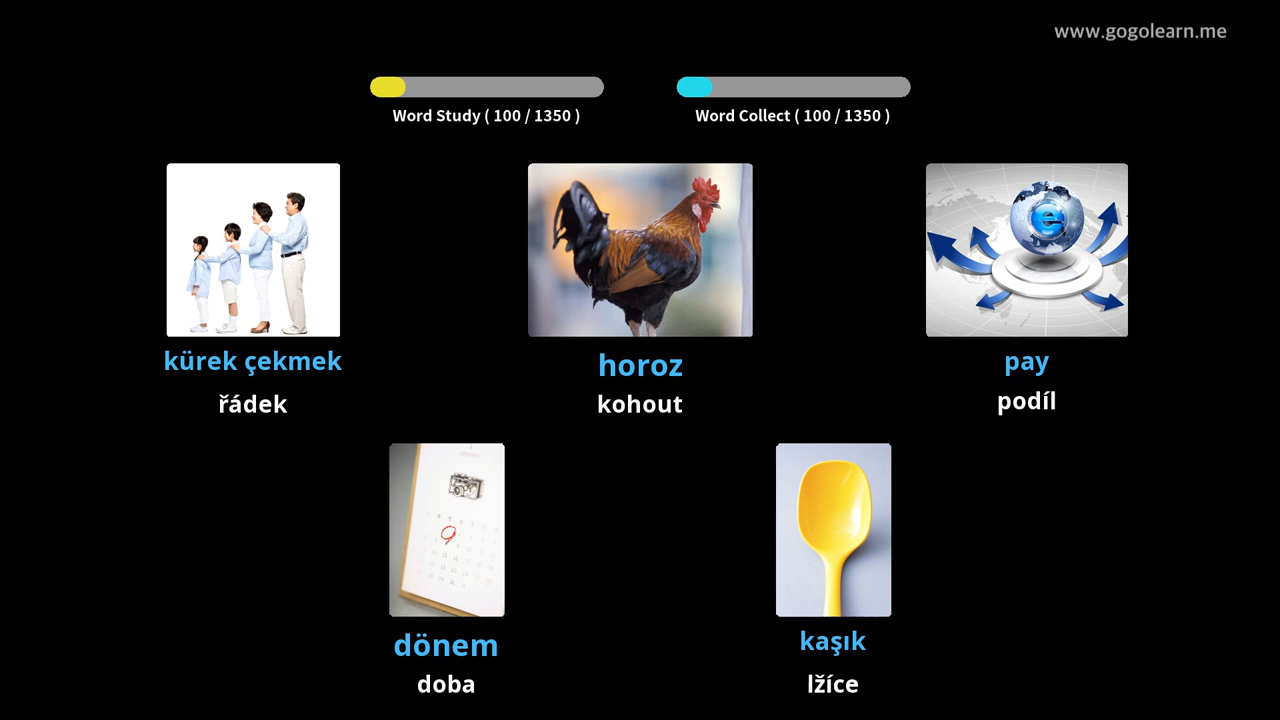 www.gogolearn.me
Word Study ( 100 / 1350 )
Word Collect ( 100 / 1350 )
kürek çekmek
řádek
horoz
kohout
pay
podíl
dönem
doba
kaşık
lžíce